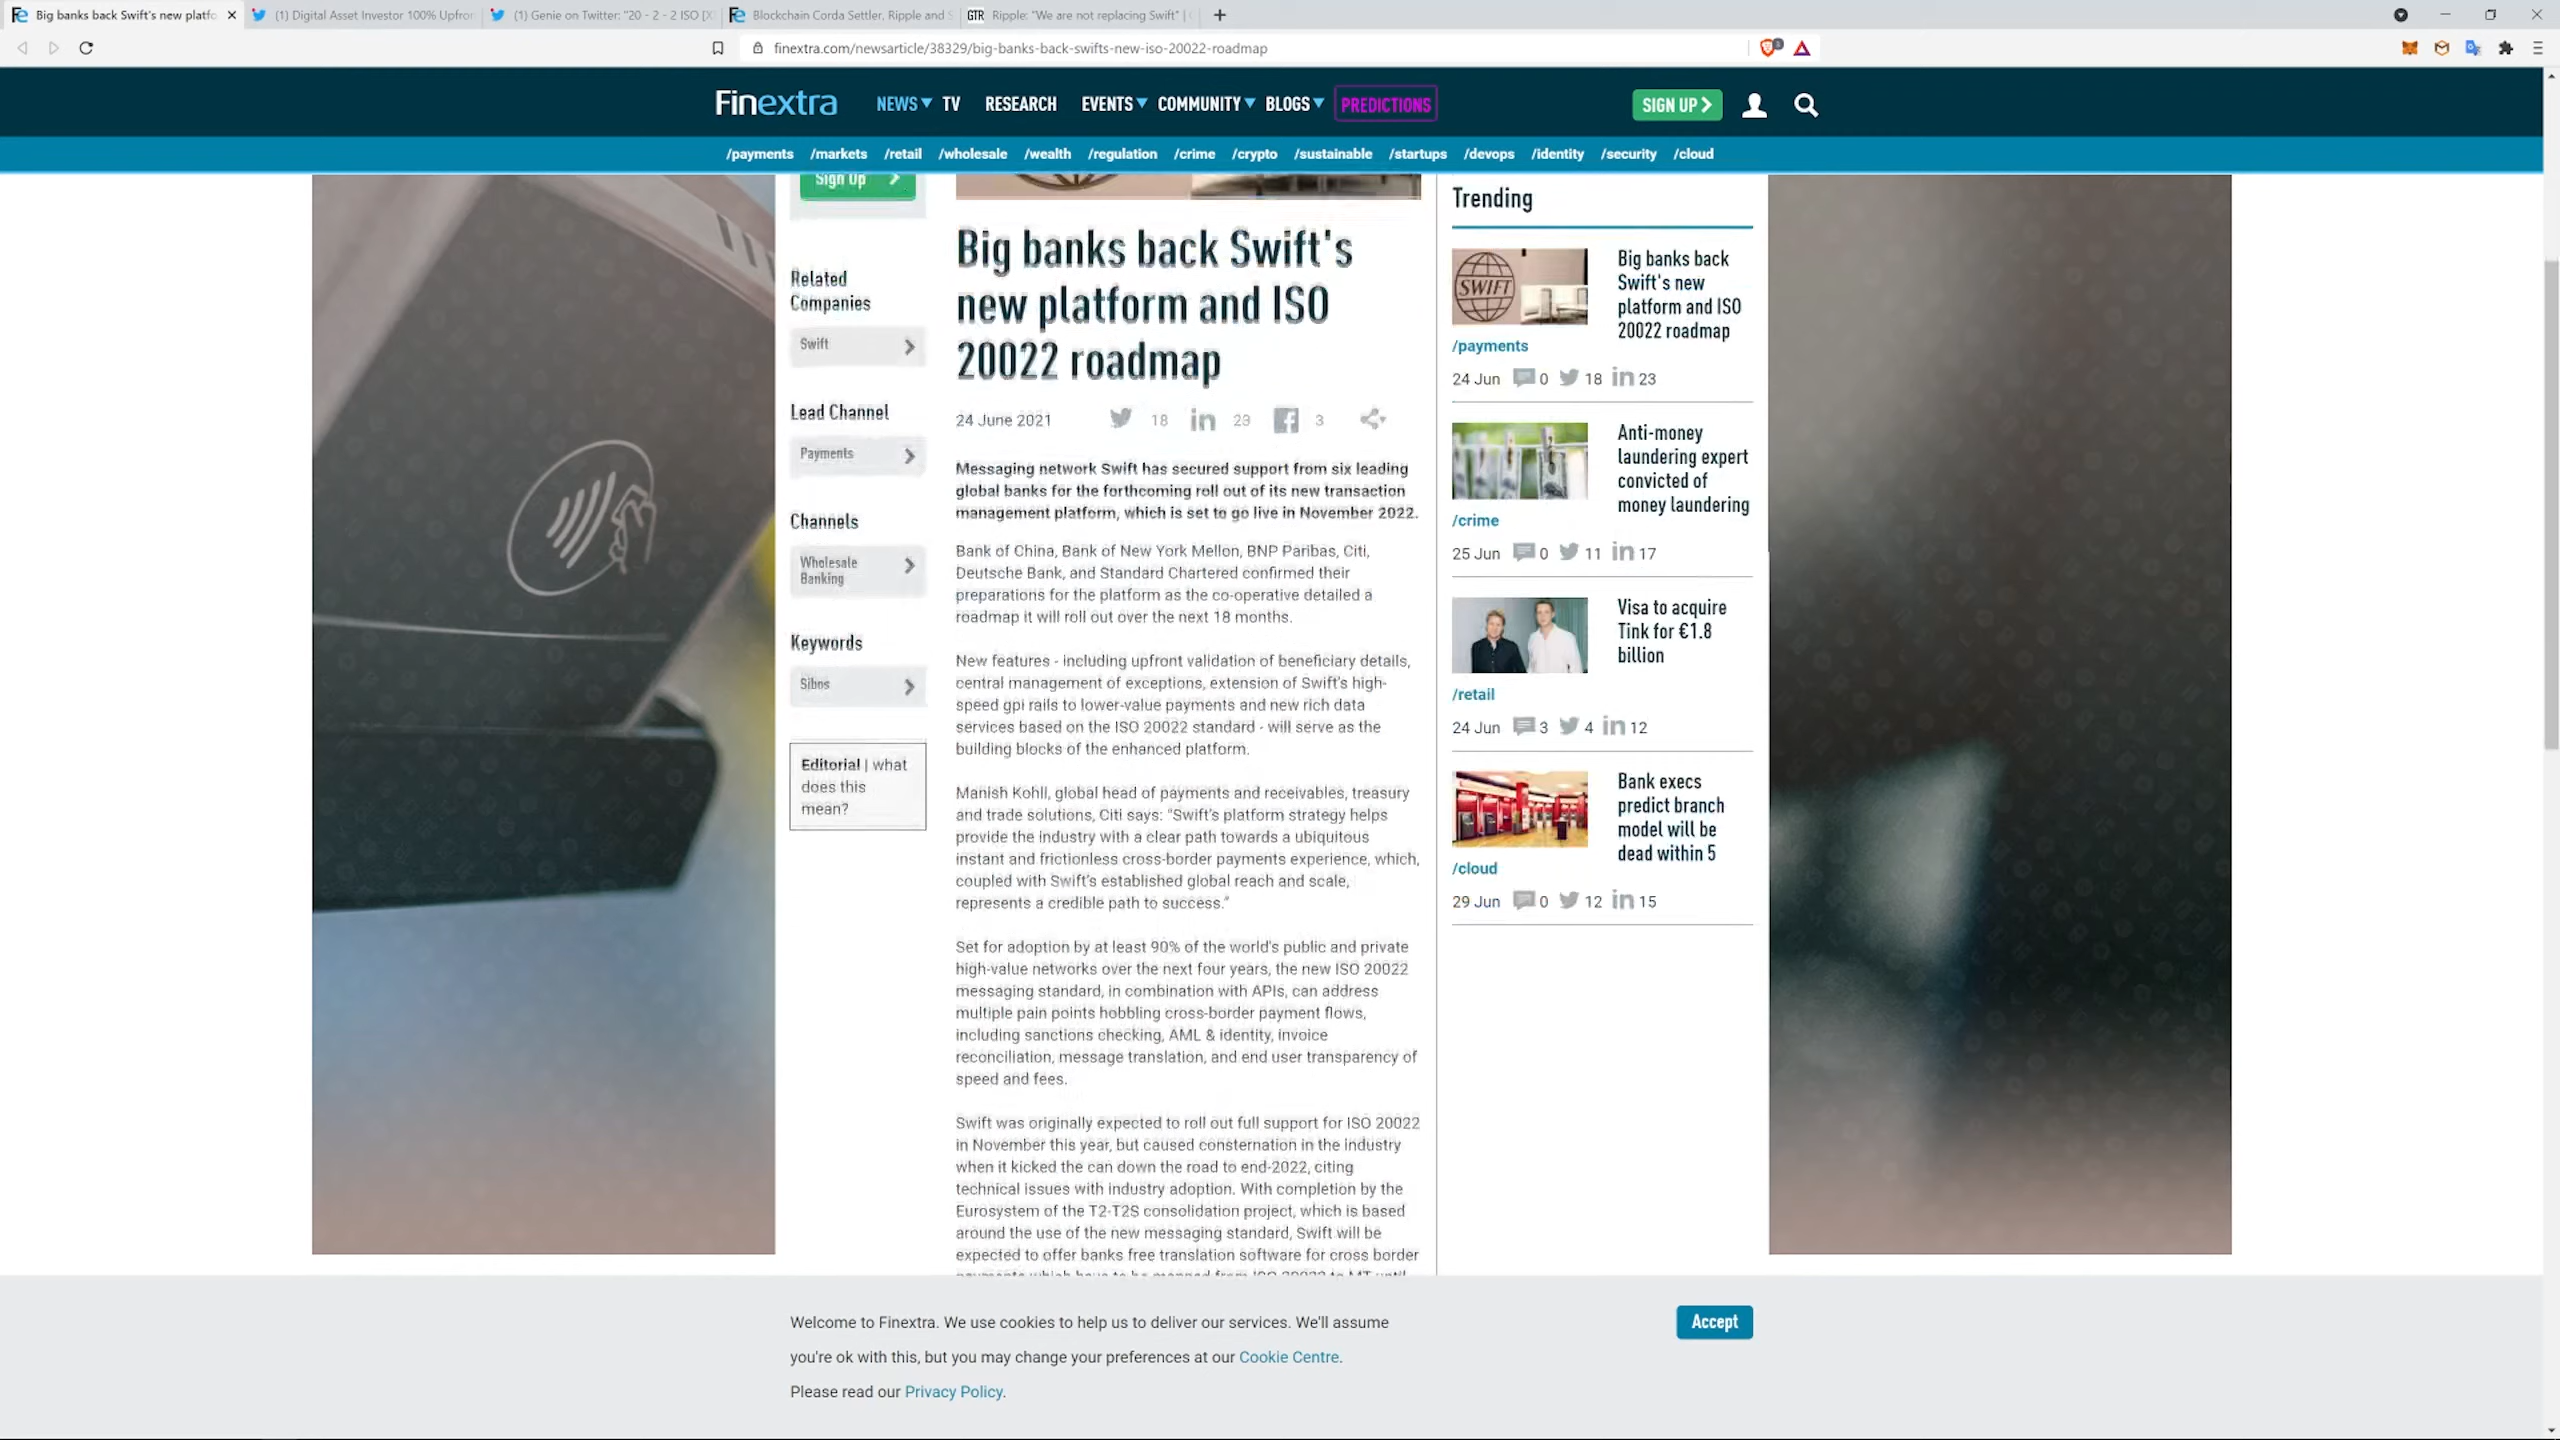 Big banks back Swift's new platfo
(1) Digital Asset Investor 100% Upfron
(1) Genie on Twitter: "20 - 2 - 2 ISO [X
Blockchain Corda Settler, Ripple and S
GTR Ripple: "We are not replacing Swift" |
finextra.com/newsarticle/38329/big-banks-back-swifts-new-iso-20022-roadmap
Finextra
NEWS TV RESEARCH EVENTS COMMUNITY BLOGS PREDICTIONS
SIGN UP
/payments /markets /retail /wholesale /wealth /regulation /crime /crypto /sustainable /startups /devops /identity /security /cloud
Sign Up
Related
Companies
Swift
Lead Channel
Payments
Channels
Wholesale
Banking
Keywords
Sibos
Editorial | what
does this
mean?
Big banks back Swift's
new platform and ISO
20022 roadmap
24 June 2021
18
23
3
Messaging network Swift has secured support from six leading
global banks for the forthcoming roll out of its new transaction
management platform, which is set to go live in November 2022.
Bank of China, Bank of New York Mellon, BNP Paribas, Citi,
Deutsche Bank, and Standard Chartered confirmed their
preparations for the platform as the co-operative detailed a
roadmap it will roll out over the next 18 months.
New features - including upfront validation of beneficiary details,
central management of exceptions, extension of Swift's high-
speed gpi rails to lower-value payments and new rich data
services based on the ISO 20022 standard - will serve as the
building blocks of the enhanced platform.
Manish Kohli, global head of payments and receivables, treasury
and trade solutions, Citi says: "Swift's platform strategy helps
provide the industry with a clear path towards a ubiquitous
instant and frictionless cross-border payments experience, which,
coupled with Swift's established global reach and scale,
represents a credible path to success."
Set for adoption by at least 90% of the world's public and private
high-value networks over the next four years, the new ISO 20022
messaging standard, in combination with APIs, can address
multiple pain points hobbling cross-border payment flows,
including sanctions checking, AML & identity, invoice
reconciliation, message translation, and end user transparency of
speed and fees.
Swift was originally expected to roll out full support for ISO 20022
in November this year, but caused consternation in the industry
when it kicked the can down the road to end-2022, citing
technical issues with industry adoption. With completion by the
Eurosystem of the T2-T2S consolidation project, which is based
around the use of the new messaging standard, Swift will be
expected to offer banks free translation software for cross border
Trending
SWIFT
Big banks back
Swift's new
platform and ISO
20022 roadmap
/payments
24 Jun 0 18 23
Anti-money
laundering expert
convicted of
money laundering
/crime
25 Jun 0 11 17
Visa to acquire
Tink for €1.8
billion
/retail
24 Jun 3 4 12
Bank execs
predict branch
model will be
dead within 5
/cloud
29 Jun 0 12 15
Welcome to Finextra. We use cookies to help us to deliver our services. We'll assume
you're ok with this, but you may change your preferences at our Cookie Centre.
Please read our Privacy Policy.
Accept